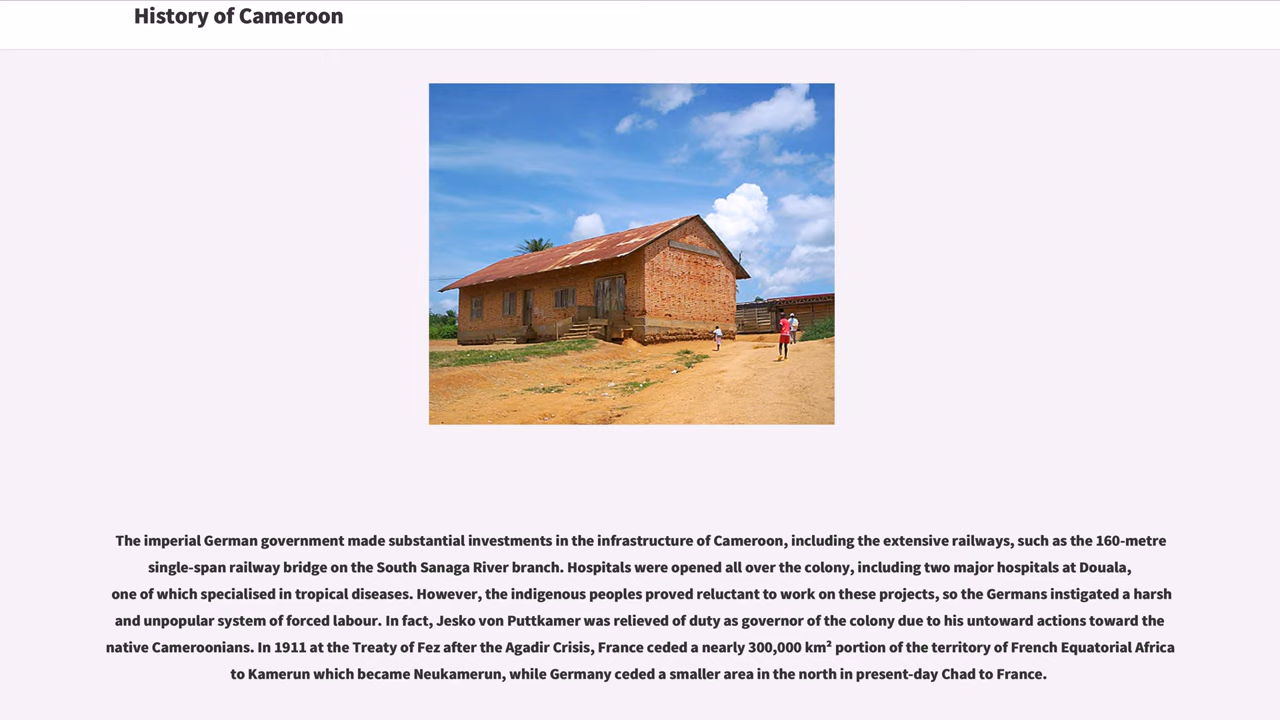 History of Cameroon
The imperial German government made substantial investments in the infrastructure of Cameroon, including the extensive railways, such as the 160-metre
single-span railway bridge on the South Sanaga River branch. Hospitals were opened all over the colony, including two major hospitals at Douala,
one of which specialised in tropical diseases. However, the indigenous peoples proved reluctant to work on these projects, so the Germans instigated a harsh
and unpopular system of forced labour. In fact, Jesko von Puttkamer was relieved of duty as governor of the colony due to his untoward actions toward the
native Cameroonians. In 1911 at the Treaty of Fez after the Agadir Crisis, France ceded a nearly 300,000 km² portion of the territory of French Equatorial Africa
to Kamerun which became Neukamerun, while Germany ceded a smaller area in the north in present-day Chad to France.